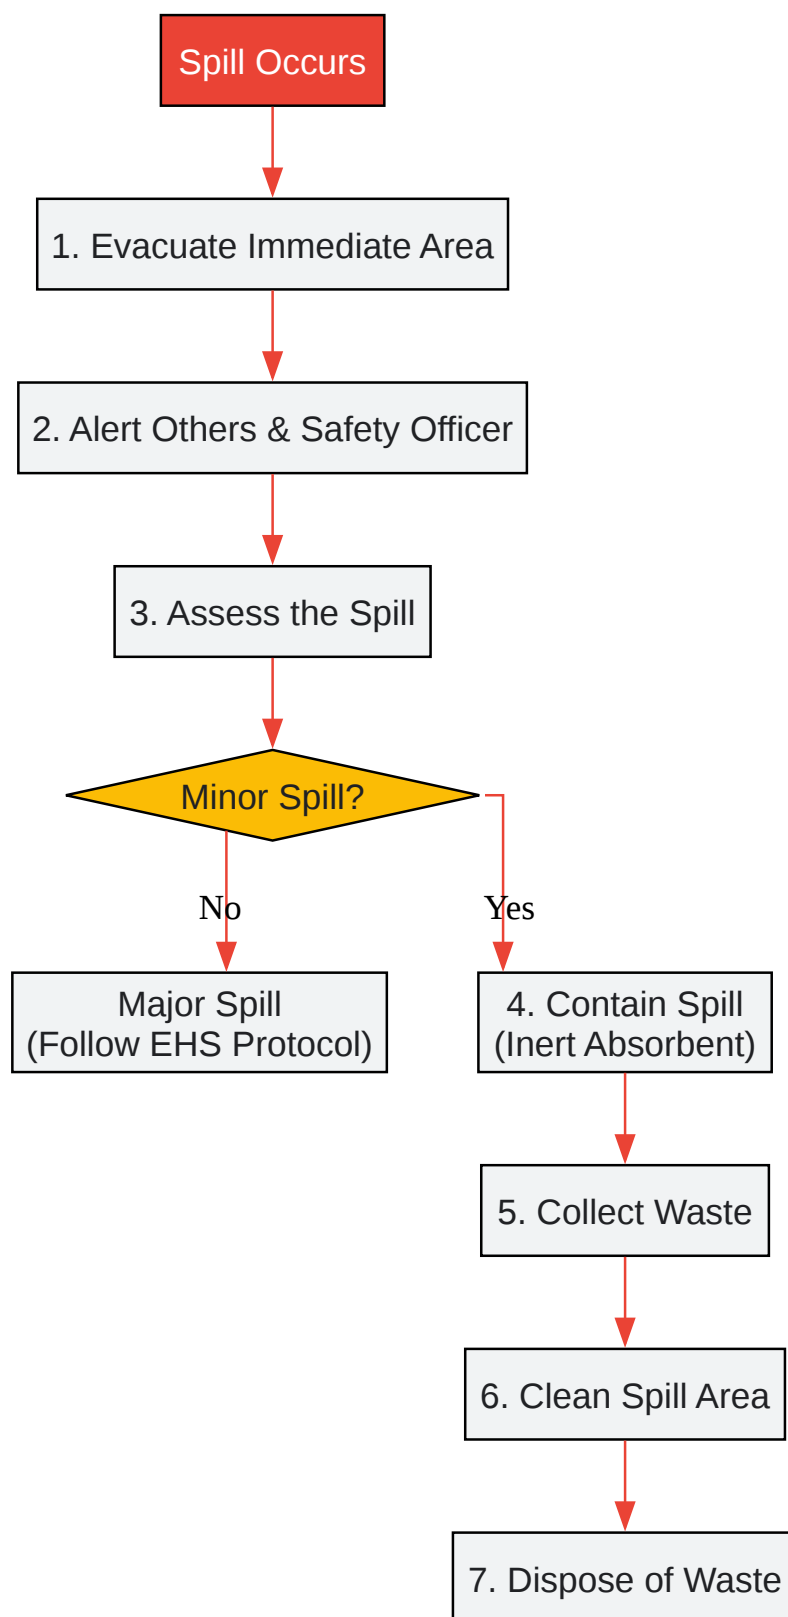 Spill Occurs
1. Evacuate Immediate Area
2. Alert Others & Safety Officer
3. Assess the Spill
Minor Spill?
No
Yes
Major Spill
(Follow EHS Protocol)
4. Contain Spill
(Inert Absorbent)
5. Collect Waste
6. Clean Spill Area
7. Dispose of Waste